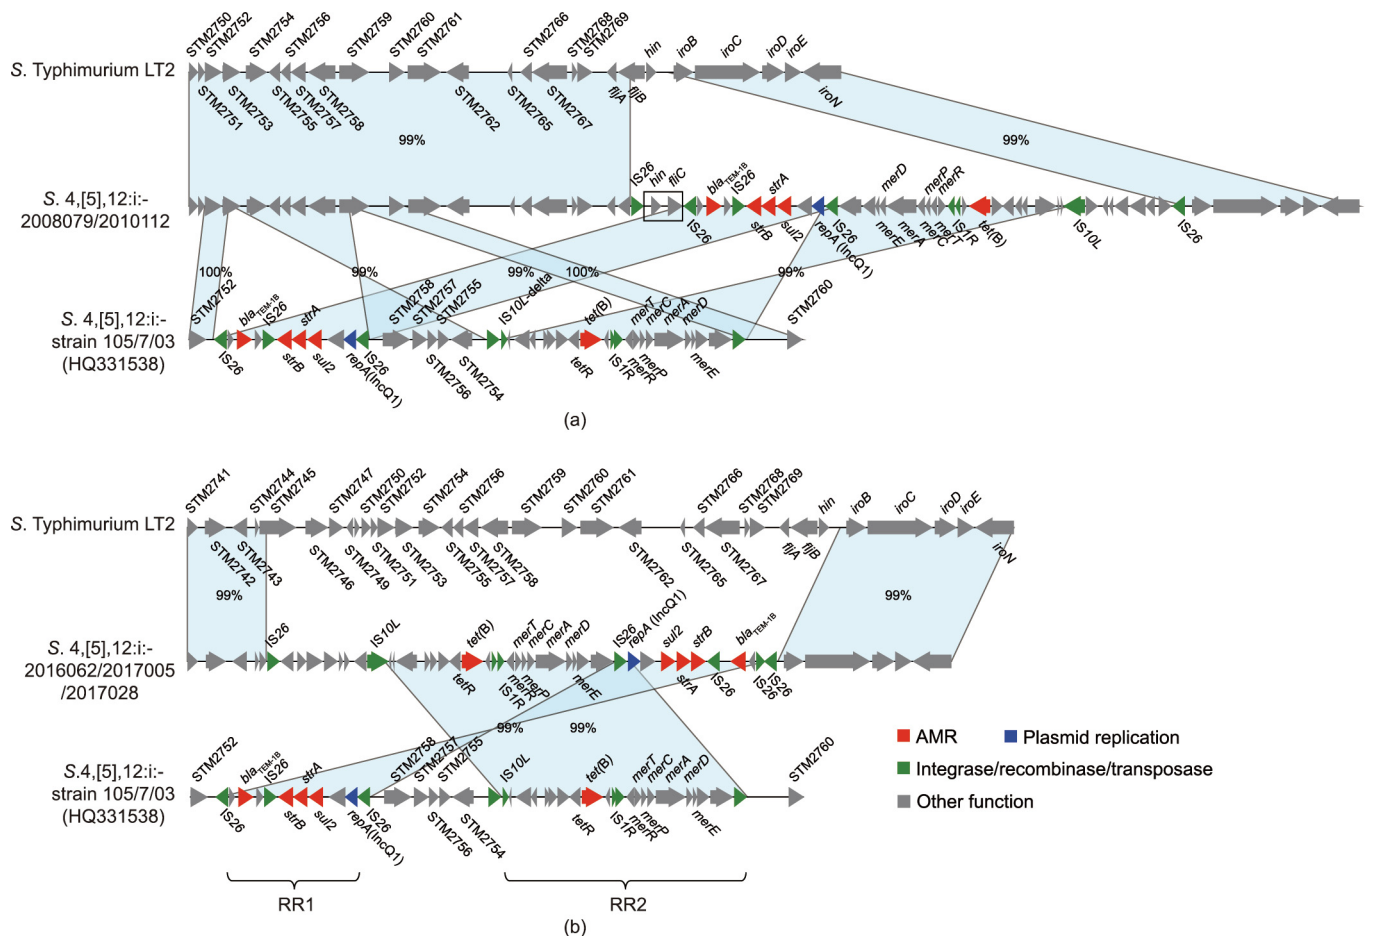 STM2750 STM2752 STM2754 STM2756 STM2759 STM2760 STM2761 STM2766 STM2768 STM2769 hin iroB iroC iroD iroE
S. Typhimurium LT2
STM2751 STM2753 STM2755 STM2757 STM2758 STM2762 STM2765 STM2767 fljA fljB iroN
99% 99%
IS26 hin fliC blaTEM-1B IS26 strA merD merP merR
S. 4,[5],12:i:-
2008079/2010112
IS26 strB sul2 repA (IncQ1) IS26 merE merA merC merT IS1R tet(B) IS10L IS26
100% 99% 99% 100% 99%
STM2752 blaTEM-1B IS26 strA STM2758 STM2757 STM2755 IS10L-delta tet(B) merT merC merA merD STM2760
S. 4,[5],12:i:-
strain 105/7/03
(HQ331538)
IS26 strB sul2 repA(IncQ1) IS26 STM2756 STM2754 tetR IS1R merR merP merE
(a)
STM2741 STM2744 STM2745 STM2747 STM2750 STM2752 STM2754 STM2756 STM2759 STM2760 STM2761 STM2766 STM2768 STM2769 hin iroB iroC iroD iroE
S. Typhimurium LT2
STM2742 STM2743 STM2746 STM2749 STM2751 STM2753 STM2755 STM2757 STM2758 STM2762 STM2765 STM2767 fljA fljB iroN
99% 99%
IS26 IS10L tet(B) merT merC merA merD IS26 repA (IncQ1) sul2 strB blaTEM-1B
S. 4,[5],12:i:-
2016062/2017005
/2017028
tetR IS1R merR merP merE strA IS26 IS26 IS26
99% 99%
STM2752 blaTEM-1B IS26 strA STM2758 STM2757 STM2755 IS10L tet(B) merT merC merA merD STM2760
S.4,[5],12:i:-
strain 105/7/03
(HQ331538)
IS26 strB sul2 repA(IncQ1) IS26 STM2756 STM2754 tetR IS1R merR merP merE
AMR Plasmid replication
Integrase/recombinase/transposase
Other function
RR1 RR2
(b)